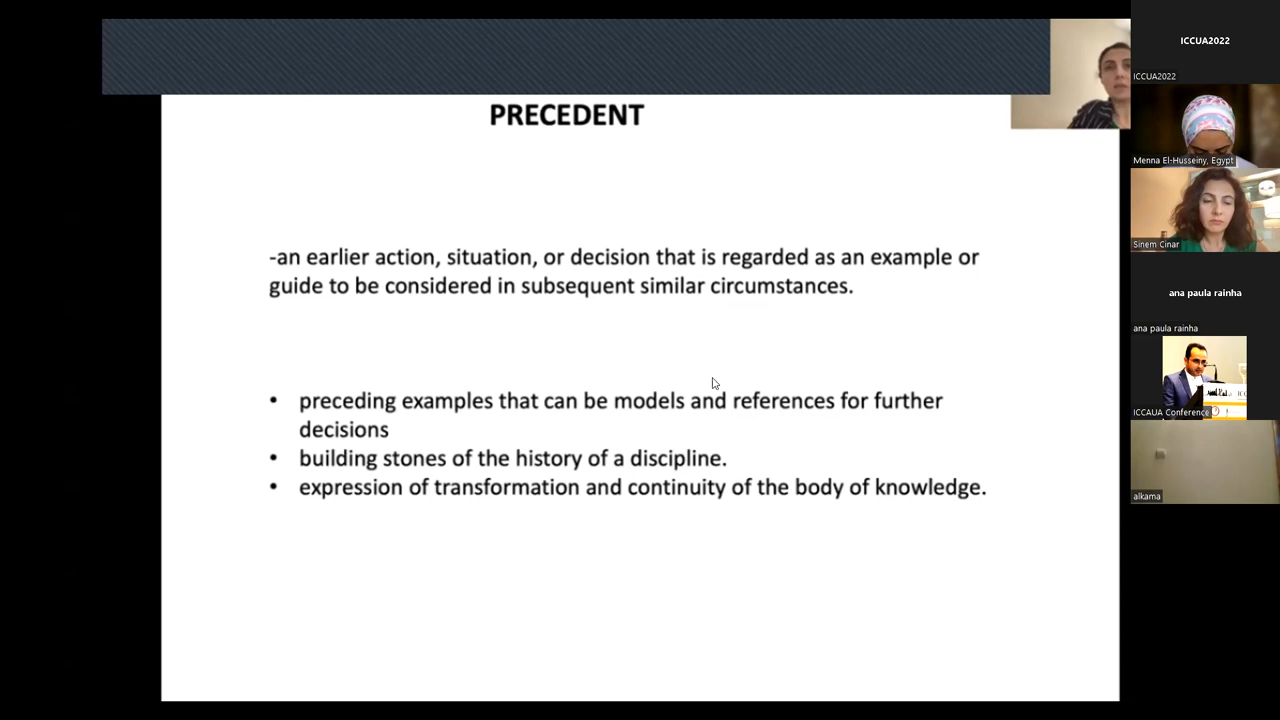 PRECEDENT
-an earlier action, situation, or decision that is regarded as an example or
guide to be considered in subsequent similar circumstances.
• preceding examples that can be models and references for further
decisions
• building stones of the history of a discipline.
• expression of transformation and continuity of the body of knowledge.
ICCUA2022
ICCUA2022
Menna El-Husseiny, Egypt
Sinem Cinar
ana paula rainha
ana paula rainha
ICCAUA Conference
alkama